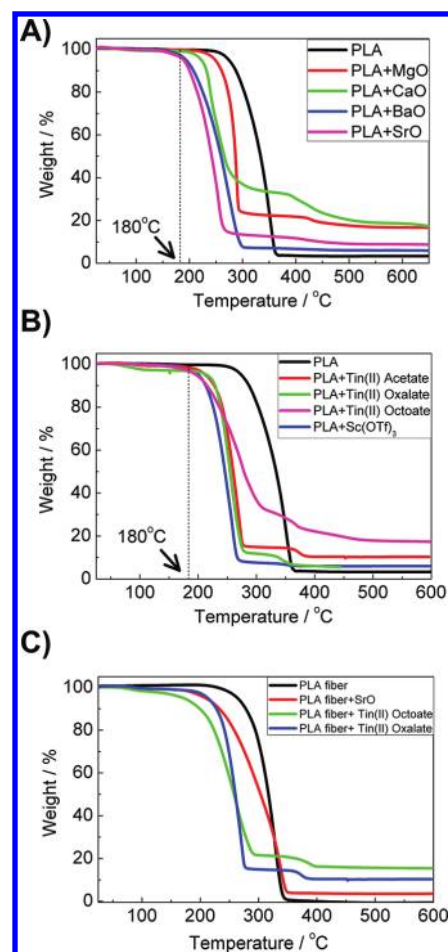 A)
100
80
60
40
20
0
Weight / %
PLA
PLA+MgO
PLA+CaO
PLA+BaO
PLA+SrO
180°C
100 200 300 400 500 600
Temperature / °C
B)
100
80
60
40
20
0
Weight / %
PLA
PLA+Tin(II) Acetate
PLA+Tin(II) Oxalate
PLA+Tin(II) Octoate
PLA+Sc(OTf)₃
180°C
100 200 300 400 500 600
Temperature / °C
C)
100
80
60
40
20
0
Weight / %
PLA fiber
PLA fiber+SrO
PLA fiber+ Tin(II) Octoate
PLA fiber+ Tin(II) Oxalate
100 200 300 400 500 600
Temperature / °C